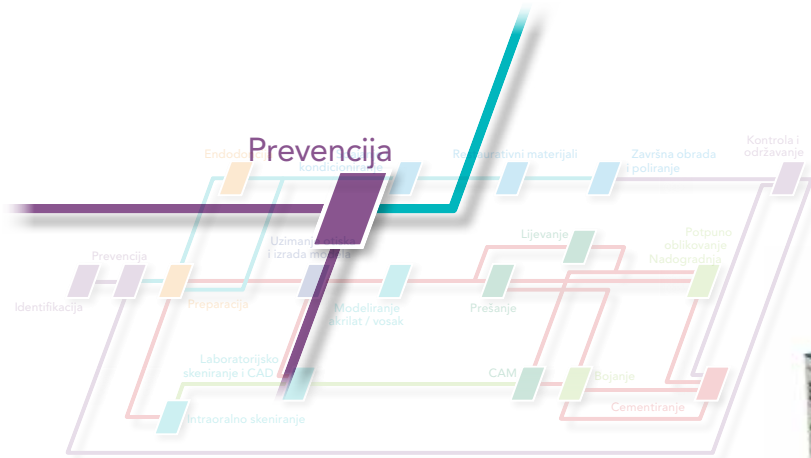 Prevencija
Endodoncija
kondicioniranje
Restaurativni materijali
Završna obrada
i poliranje
Kontrola i
održavanje
Prevencija
Identifikacija
Preparacija
Uzimanje otiska
i izrada modela
Modeliranje
akrilat / vosak
Lijevanje
Prešanje
Potpuno
oblikovanje
Nadogradnja
Laboratorijsko
skeniranje i CAD
Intraoralno skeniranje
CAM
Bojanje
Cementiranje